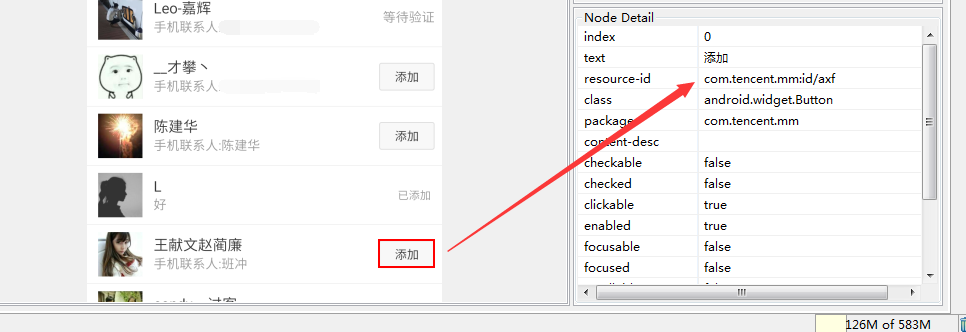 Leo-嘉辉
手机联系人:
等待验证
__才攀丶
手机联系人:
添加
陈建华
手机联系人:陈建华
添加
L
好
已添加
王献文赵蔺廉
手机联系人:班冲
添加
Node Detail
index 0
text 添加
resource-id com.tencent.mm:id/axf
class android.widget.Button
package com.tencent.mm
content-desc
checkable false
checked false
clickable true
enabled true
focusable false
focused false
126M of 583M